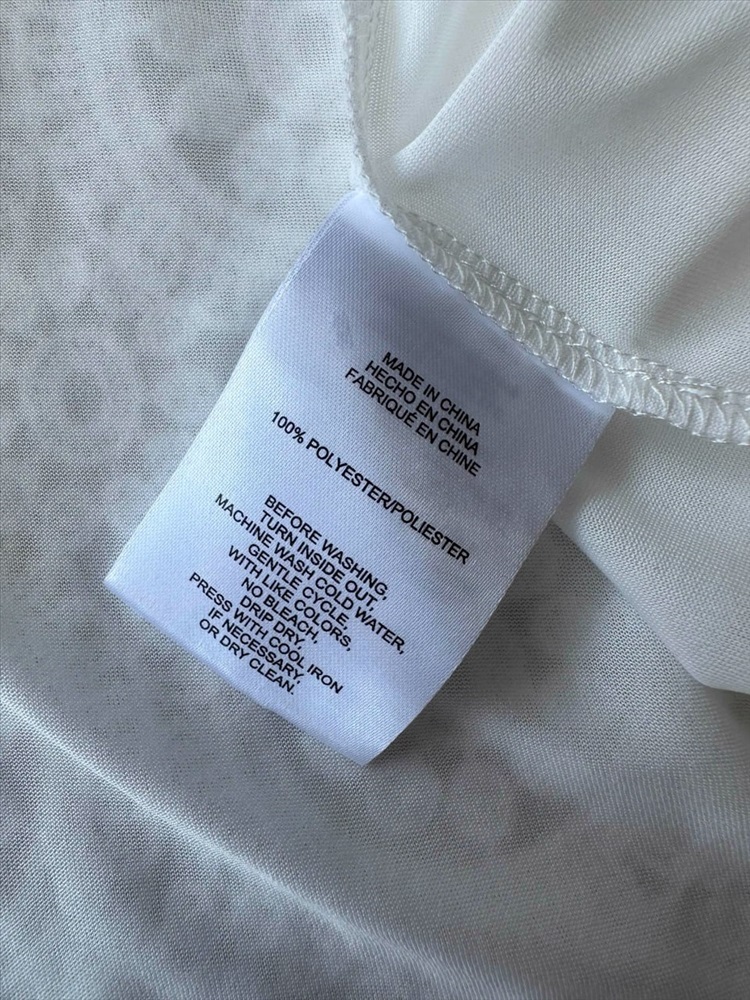 MADE IN CHINA
HECHO EN CHINA
FABRIQUÉ EN CHINE
100% POLYESTER/POLIESTER
BEFORE WASHING,
TURN INSIDE OUT,
MACHINE WASH COLD WATER,
GENTLE CYCLE,
WITH LIKE COLORS,
NO BLEACH,
DRIP DRY,
PRESS WITH COOL IRON
IF NECESSARY,
OR DRY CLEAN.